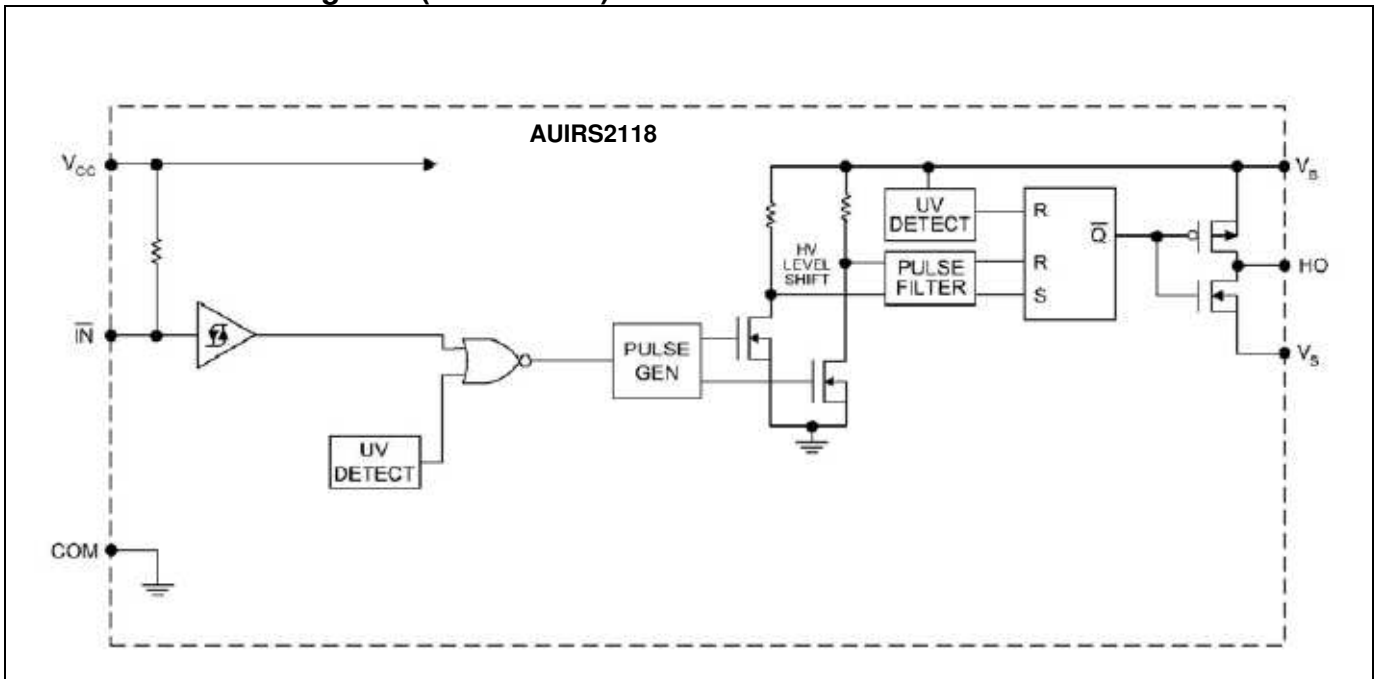 AUIRS2118
VCC
VB
UV
DETECT
R
Q
HV
LEVEL
SHIFT
PULSE
FILTER
R
S
HO
IN
PULSE
GEN
VS
UV
DETECT
COM